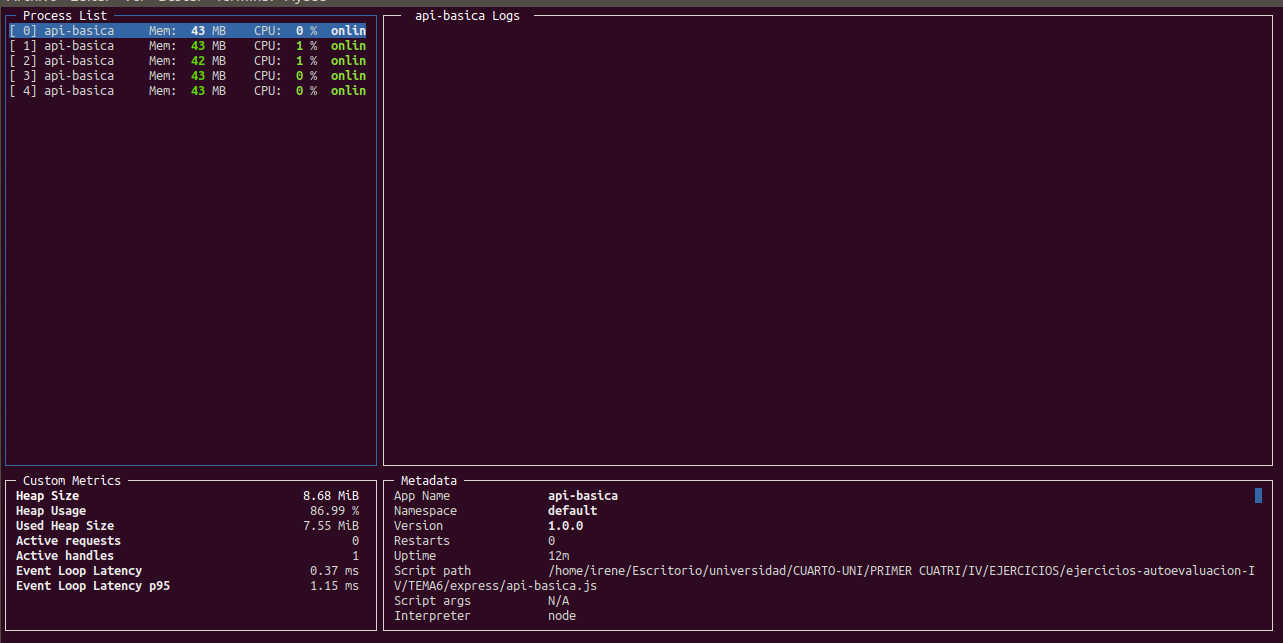 Process List
[ 0] api-basica Mem: 43 MB CPU: 0 % onlin
[ 1] api-basica Mem: 43 MB CPU: 1 % onlin
[ 2] api-basica Mem: 42 MB CPU: 1 % onlin
[ 3] api-basica Mem: 43 MB CPU: 0 % onlin
[ 4] api-basica Mem: 43 MB CPU: 0 % onlin
api-basica Logs
Custom Metrics
Heap Size 8.68 MiB
Heap Usage 86.99 %
Used Heap Size 7.55 MiB
Active requests 0
Active handles 1
Event Loop Latency 0.37 ms
Event Loop Latency p95 1.15 ms
Metadata
App Name api-basica
Namespace default
Version 1.0.0
Restarts 0
Uptime 12m
Script path /home/irene/Escritorio/universidad/CUARTO-UNI/PRIMER CUATRI/IV/EJERCICIOS/ejercicios-autoevaluacion-I
V/TEMA6/express/api-basica.js
Script args N/A
Interpreter node